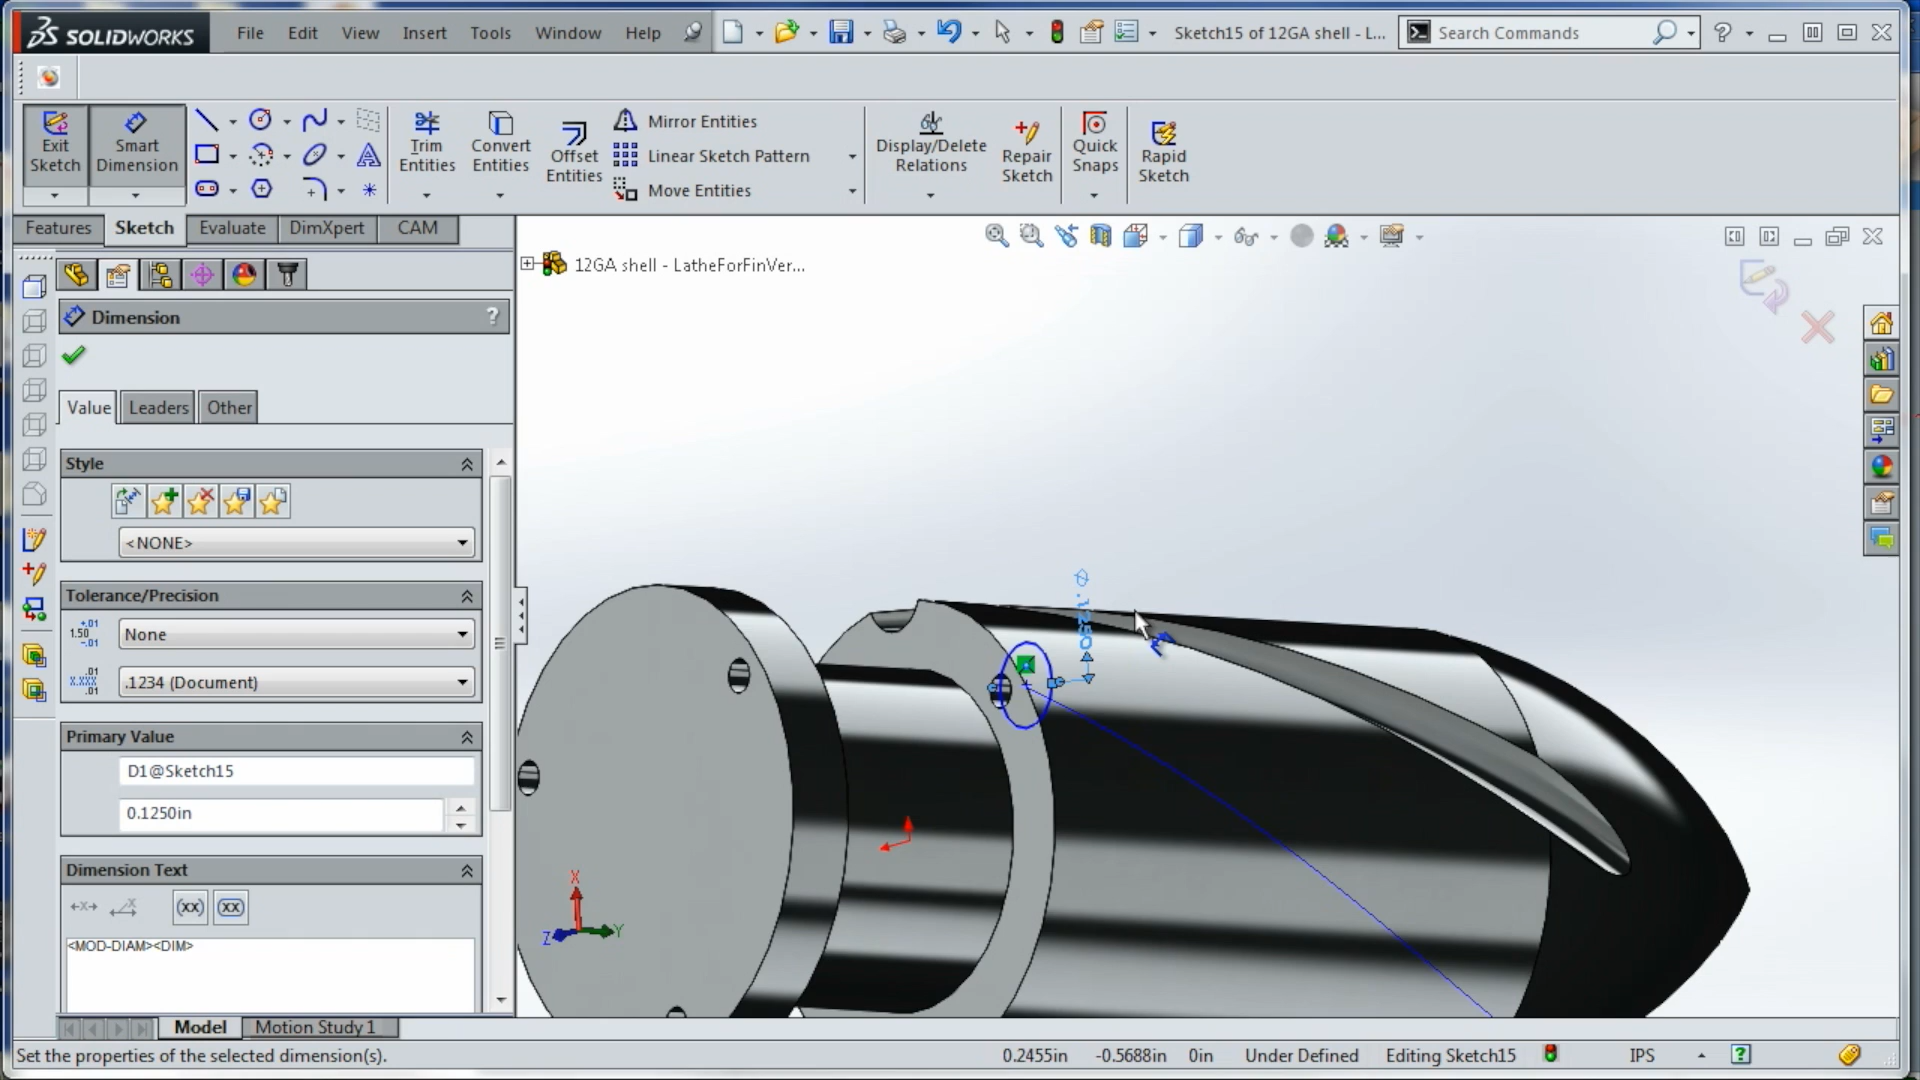 SOLIDWORKS File Edit View Insert Tools Window Help Sketch15 of 12GA shell - L... Search Commands
Exit Sketch
Smart Dimension
Trim Entities
Convert Entities
Offset Entities
Mirror Entities
Linear Sketch Pattern
Move Entities
Display/Delete Relations
Repair Sketch
Quick Snaps
Rapid Sketch
Features Sketch Evaluate DimXpert CAM
12GA shell - LatheForFinVer...
Dimension ?
Value Leaders Other
Style
<NONE>
Tolerance/Precision
None
.1234 (Document)
Primary Value
D1@Sketch15
0.1250in
Dimension Text
(xx) (xx)
<MOD-DIAM><DIM>
Ø.1250
X
Z Y
Model Motion Study 1
Set the properties of the selected dimension(s). 0.2455in -0.5688in 0in Under Defined Editing Sketch15 IPS ?